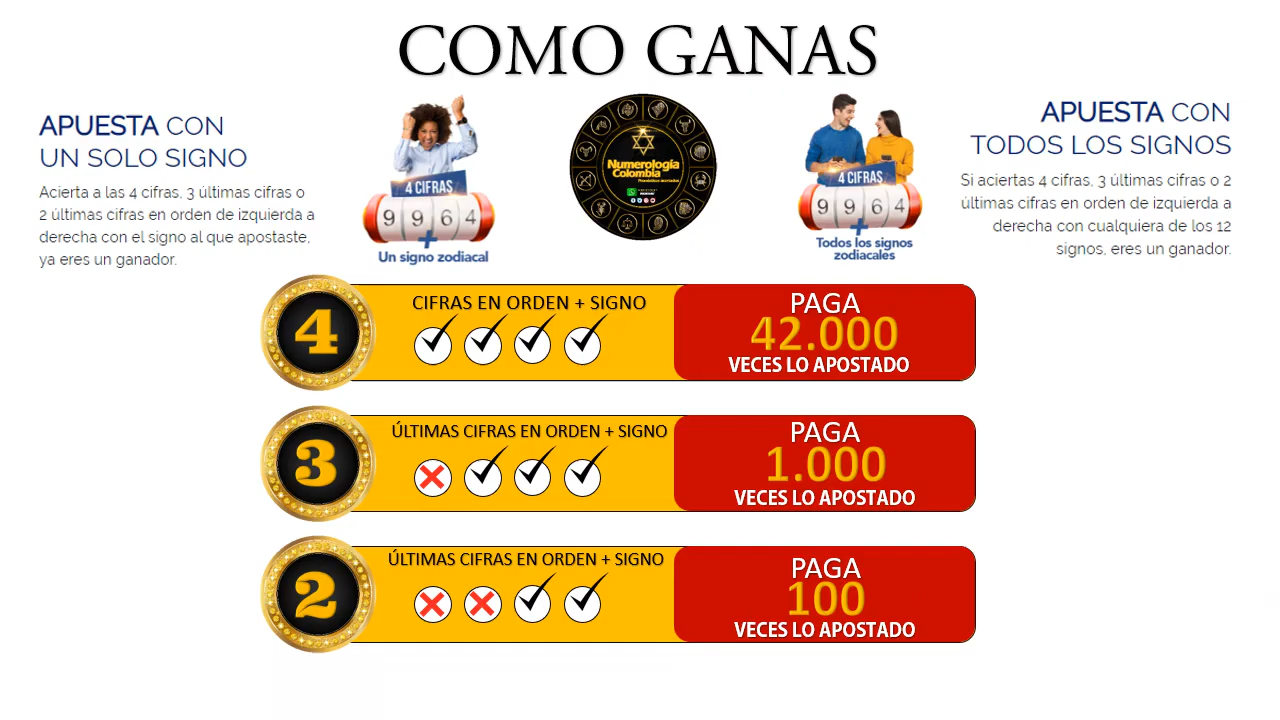 COMO GANAS
APUESTA CON
UN SOLO SIGNO
Acierta a las 4 cifras, 3 últimas cifras o
2 últimas cifras en orden de izquierda a
derecha con el signo al que apostaste,
ya eres un ganador.
4 CIFRAS
9 9 6 4
+
Un signo zodiacal
Numerología
Colombia
4 CIFRAS
9 9 6 4
+
Todos los signos
zodiacales
APUESTA CON
TODOS LOS SIGNOS
Si aciertas 4 cifras, 3 últimas cifras o 2
últimas cifras en orden de izquierda a
derecha con cualquiera de los 12
signos, eres un ganador.
4
CIFRAS EN ORDEN + SIGNO
PAGA
42.000
VECES LO APOSTADO
3
ÚLTIMAS CIFRAS EN ORDEN + SIGNO
PAGA
1.000
VECES LO APOSTADO
2
ÚLTIMAS CIFRAS EN ORDEN + SIGNO
PAGA
100
VECES LO APOSTADO